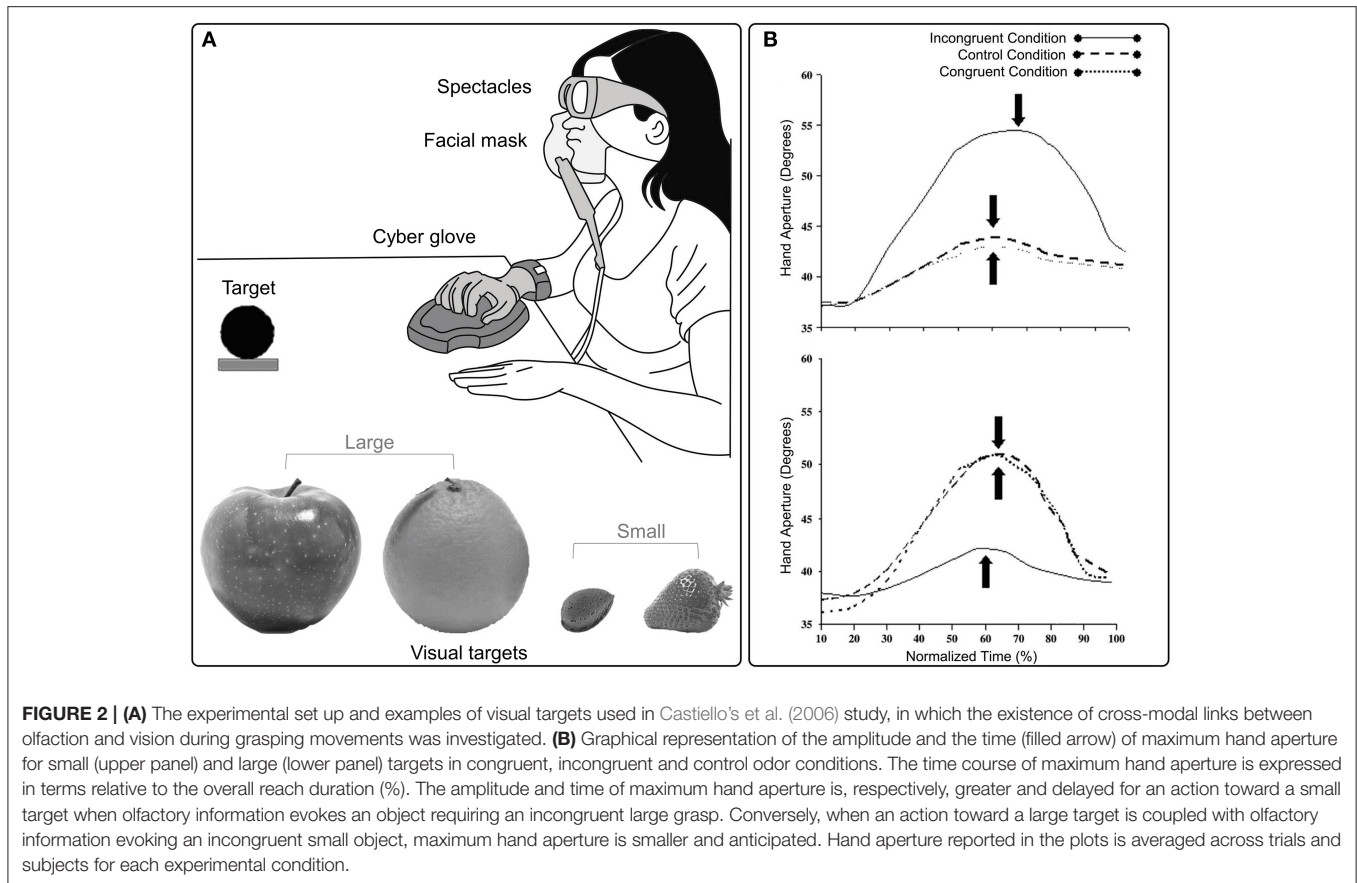 A
Spectacles
Facial mask
Cyber glove
Target
Large
Small
Visual targets
B
Incongruent Condition
Control Condition
Congruent Condition
60
55
50
45
40
35
Hand Aperture (Degrees)
60
55
50
45
40
35
Hand Aperture (Degrees)
10 20 30 40 50 60 70 80 90 100
Normalized Time (%)
FIGURE 2 | (A) The experimental set up and examples of visual targets used in Castiello's et al. (2006) study, in which the existence of cross-modal links between
olfaction and vision during grasping movements was investigated. (B) Graphical representation of the amplitude and the time (filled arrow) of maximum hand aperture
for small (upper panel) and large (lower panel) targets in congruent, incongruent and control odor conditions. The time course of maximum hand aperture is expressed
in terms relative to the overall reach duration (%). The amplitude and time of maximum hand aperture is, respectively, greater and delayed for an action toward a small
target when olfactory information evokes an object requiring an incongruent large grasp. Conversely, when an action toward a large target is coupled with olfactory
information evoking an incongruent small object, maximum hand aperture is smaller and anticipated. Hand aperture reported in the plots is averaged across trials and
subjects for each experimental condition.